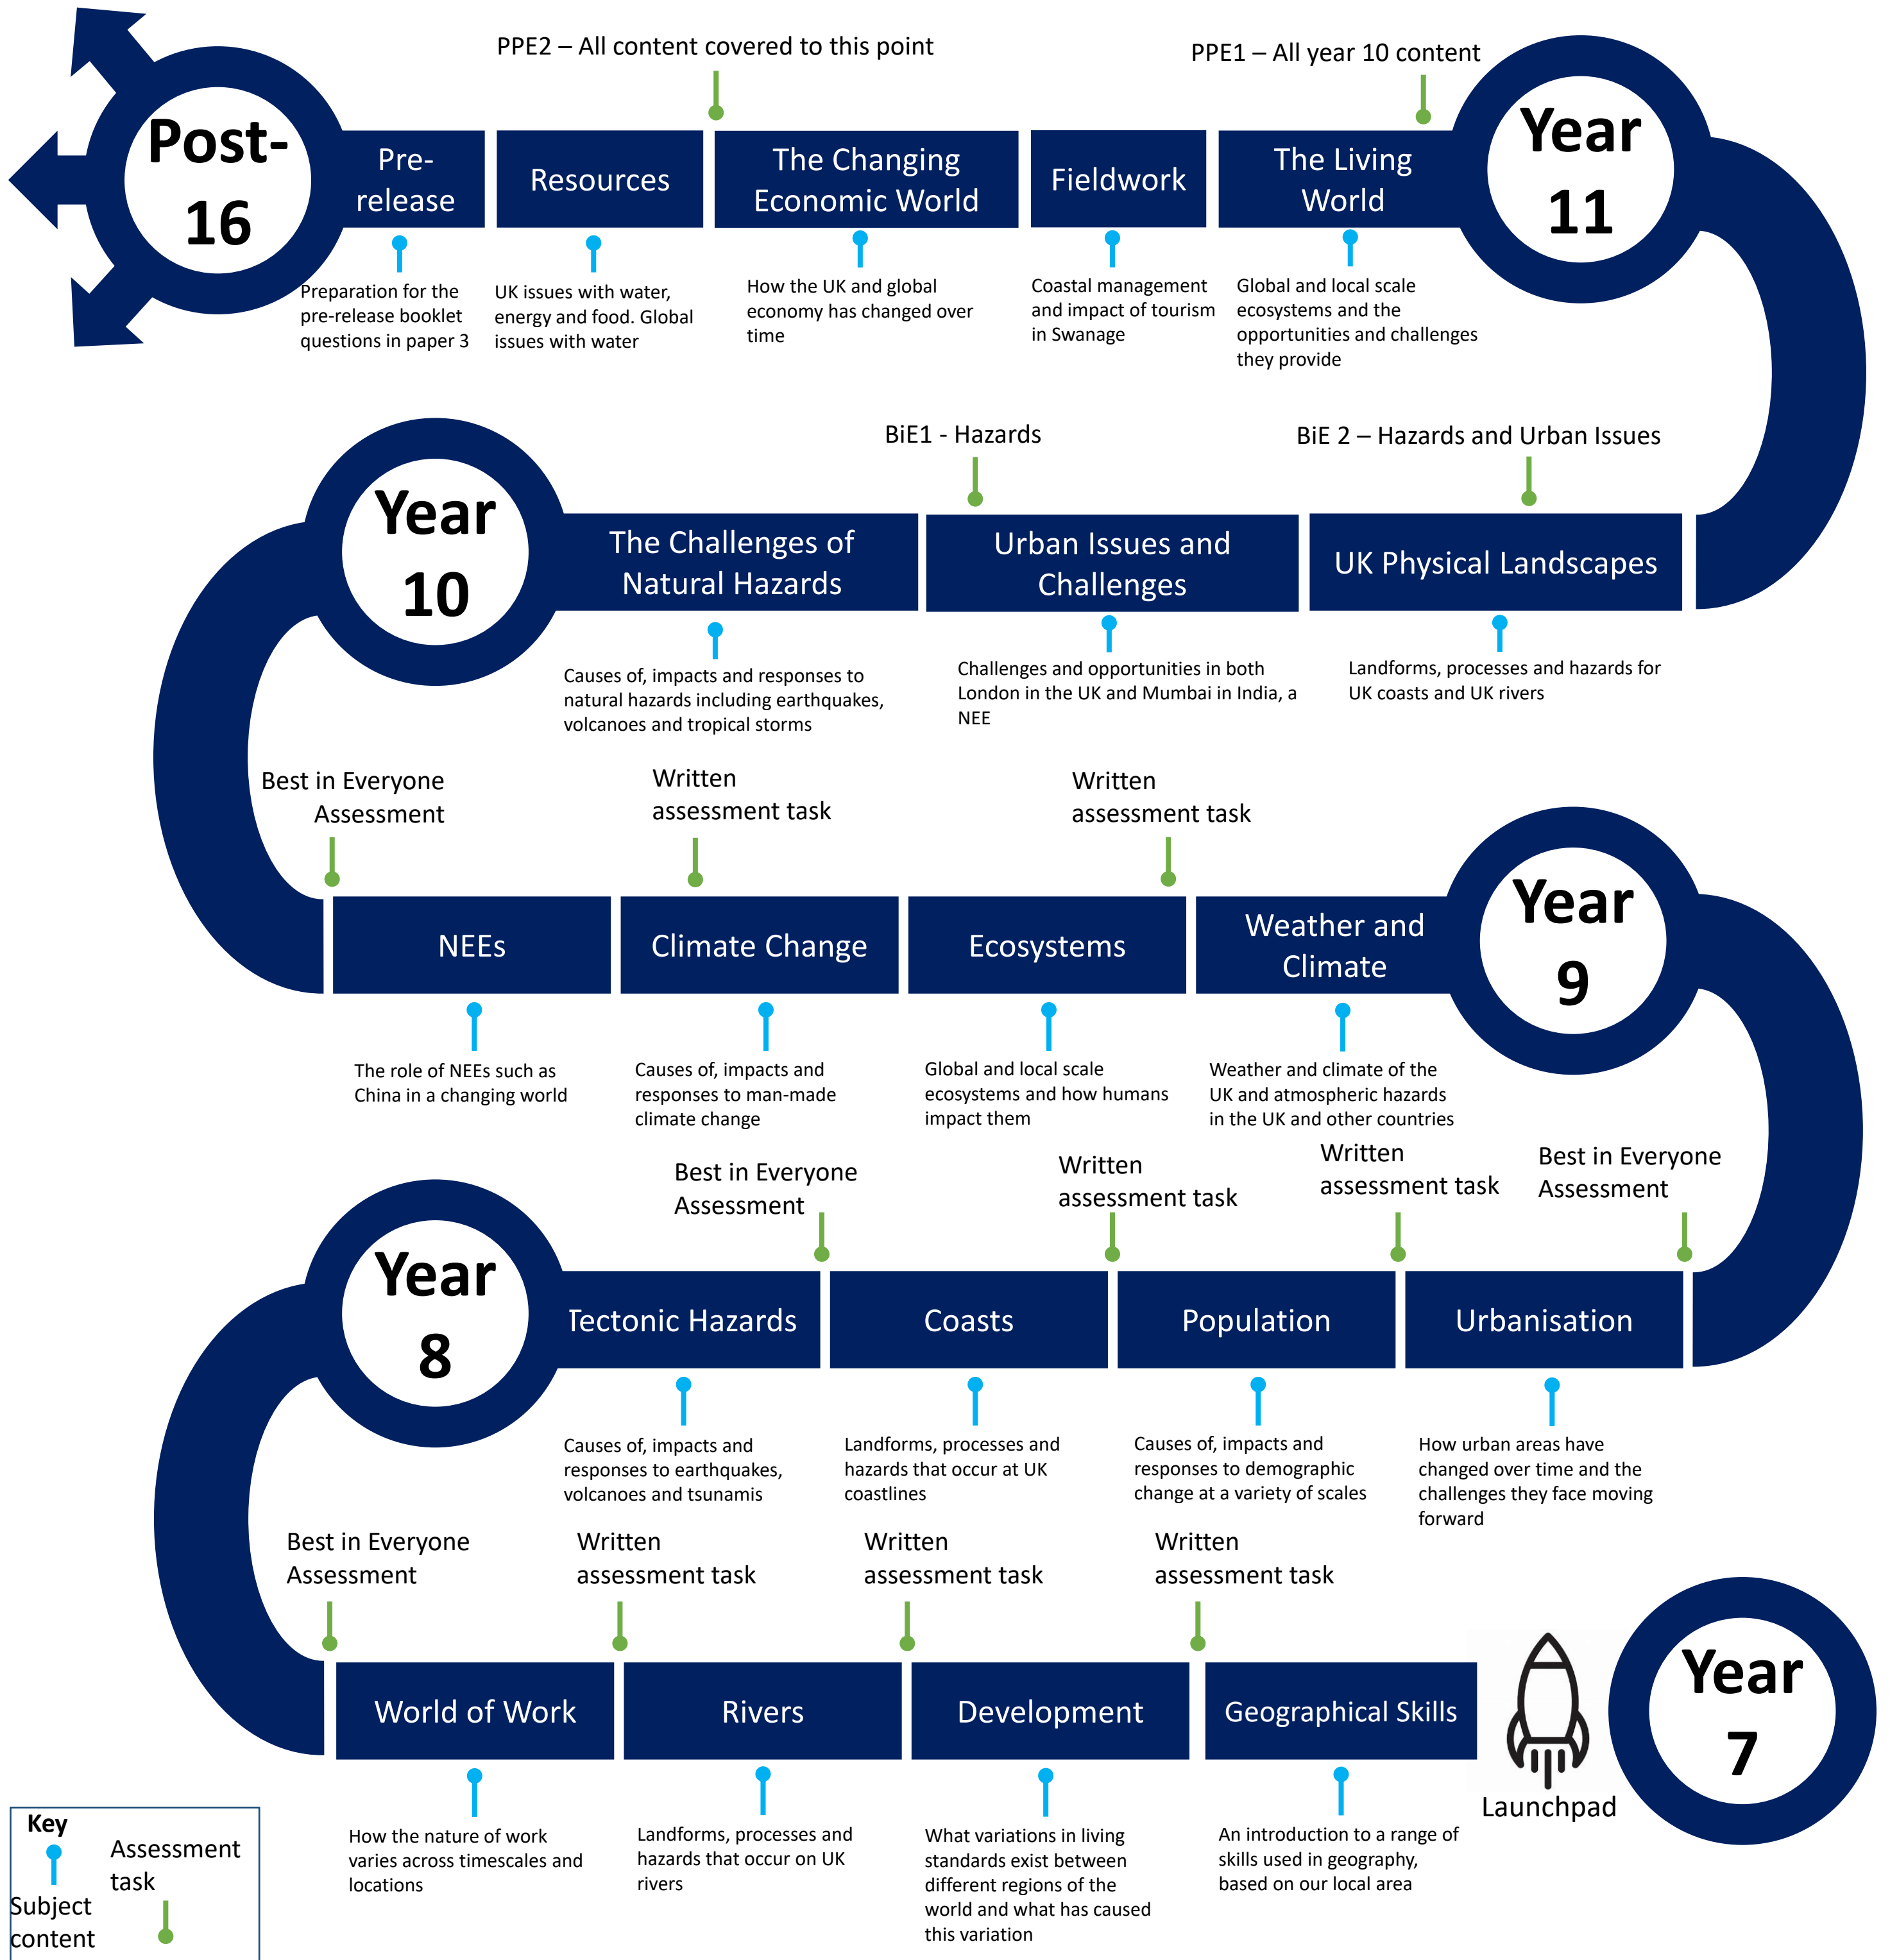 PPE2 – All content covered to this point
PPE1 – All year 10 content
Post-
16
Pre-
release
Resources
The Changing
Economic World
Fieldwork
The Living
World
Year
11
Preparation for the
pre-release booklet
questions in paper 3
UK issues with water,
energy and food. Global
issues with water
How the UK and global
economy has changed over
time
Coastal management
and impact of tourism
in Swanage
Global and local scale
ecosystems and the
opportunities and challenges
they provide
BiE1 - Hazards
BiE 2 – Hazards and Urban Issues
Year
10
The Challenges of
Natural Hazards
Urban Issues and
Challenges
UK Physical Landscapes
Causes of, impacts and responses to
natural hazards including earthquakes,
volcanoes and tropical storms
Challenges and opportunities in both
London in the UK and Mumbai in India, a
NEE
Landforms, processes and hazards for
UK coasts and UK rivers
Best in Everyone
Assessment
Written
assessment task
Written
assessment task
NEEs
Climate Change
Ecosystems
Weather and
Climate
Year
9
The role of NEEs such as
China in a changing world
Causes of, impacts and
responses to man-made
climate change
Global and local scale
ecosystems and how humans
impact them
Weather and climate of the
UK and atmospheric hazards
in the UK and other countries
Best in Everyone
Assessment
Written
assessment task
Written
assessment task
Best in Everyone
Assessment
Year
8
Tectonic Hazards
Coasts
Population
Urbanisation
Causes of, impacts and
responses to earthquakes,
volcanoes and tsunamis
Landforms, processes and
hazards that occur at UK
coastlines
Causes of, impacts and
responses to demographic
change at a variety of scales
How urban areas have
changed over time and the
challenges they face moving
forward
Best in Everyone
Assessment
Written
assessment task
Written
assessment task
Written
assessment task
World of Work
Rivers
Development
Geographical Skills
Launchpad
Year
7
How the nature of work
varies across timescales and
locations
Landforms, processes and
hazards that occur on UK
rivers
What variations in living
standards exist between
different regions of the
world and what has caused
this variation
An introduction to a range of
skills used in geography,
based on our local area
Key
Assessment
task
Subject
content